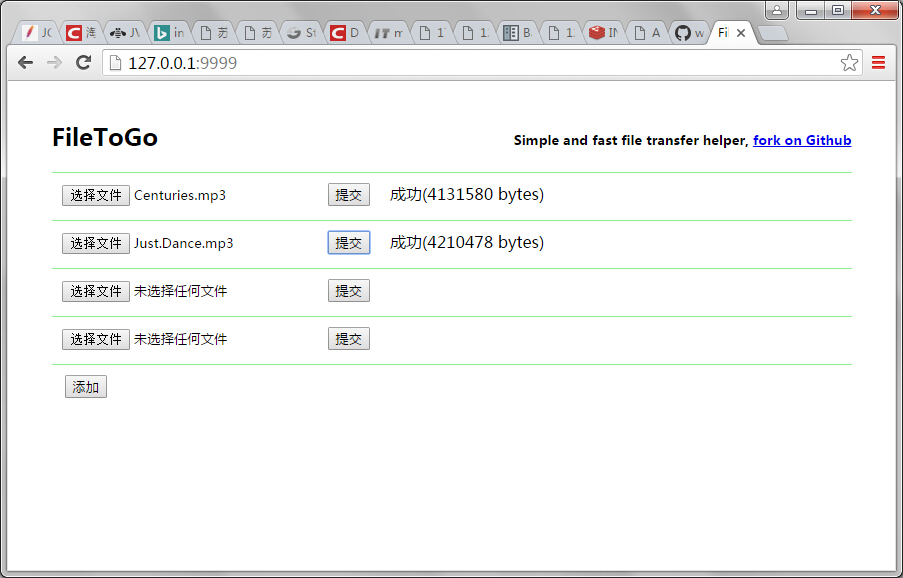 JC
C
JV
in
St
D
IT m
1
1
B
1
IN
A
w
Fi
127.0.0.1:9999
FileToGo
Simple and fast file transfer helper, fork on Github
选择文件 Centuries.mp3 提交 成功(4131580 bytes)
选择文件 Just.Dance.mp3 提交 成功(4210478 bytes)
选择文件 未选择任何文件 提交
选择文件 未选择任何文件 提交
添加